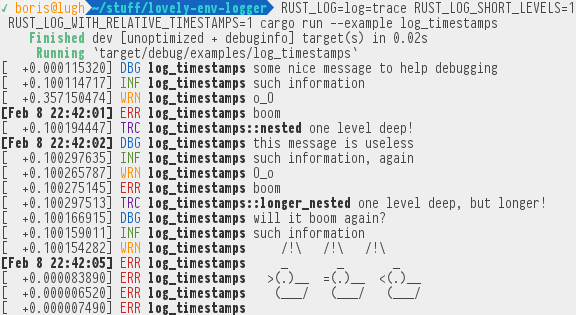 ✓ boris@lugh ~/stuff/lovely-env-logger RUST_LOG=log=trace RUST_LOG_SHORT_LEVELS=1
RUST_LOG_WITH_RELATIVE_TIMESTAMPS=1 cargo run --example log_timestamps
Finished dev [unoptimized + debuginfo] target(s) in 0.02s
Running `target/debug/examples/log_timestamps`
[  +0.000115320] DBG log_timestamps some nice message to help debugging
[  +0.100114717] INF log_timestamps such information
[  +0.357150474] WRN log_timestamps o_O
[Feb 8 22:42:01] ERR log_timestamps boom
[  +0.100194447] TRC log_timestamps::nested one level deep!
[Feb 8 22:42:02] DBG log_timestamps this message is useless
[  +0.100297635] INF log_timestamps such information, again
[  +0.100265787] WRN log_timestamps O_o
[  +0.100275145] ERR log_timestamps boom
[  +0.100297513] TRC log_timestamps::longer_nested one level deep, but longer!
[  +0.100166915] DBG log_timestamps will it boom again?
[  +0.100159011] INF log_timestamps such information
[  +0.100154282] WRN log_timestamps     /!\   /!\   /!\
[Feb 8 22:42:05] ERR log_timestamps     _      _      _
[  +0.000083890] ERR log_timestamps   >(.)__ =(.)__ <(.)__
[  +0.000006520] ERR log_timestamps    (___/  (___/  (___/
[  +0.000007490] ERR log_timestamps